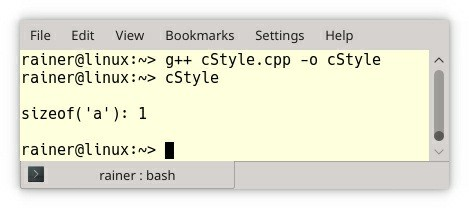 File Edit View Bookmarks Settings Help
rainer@linux:~> g++ cStyle.cpp -o cStyle
rainer@linux:~> cStyle
sizeof('a'): 1
rainer@linux:~>
rainer : bash